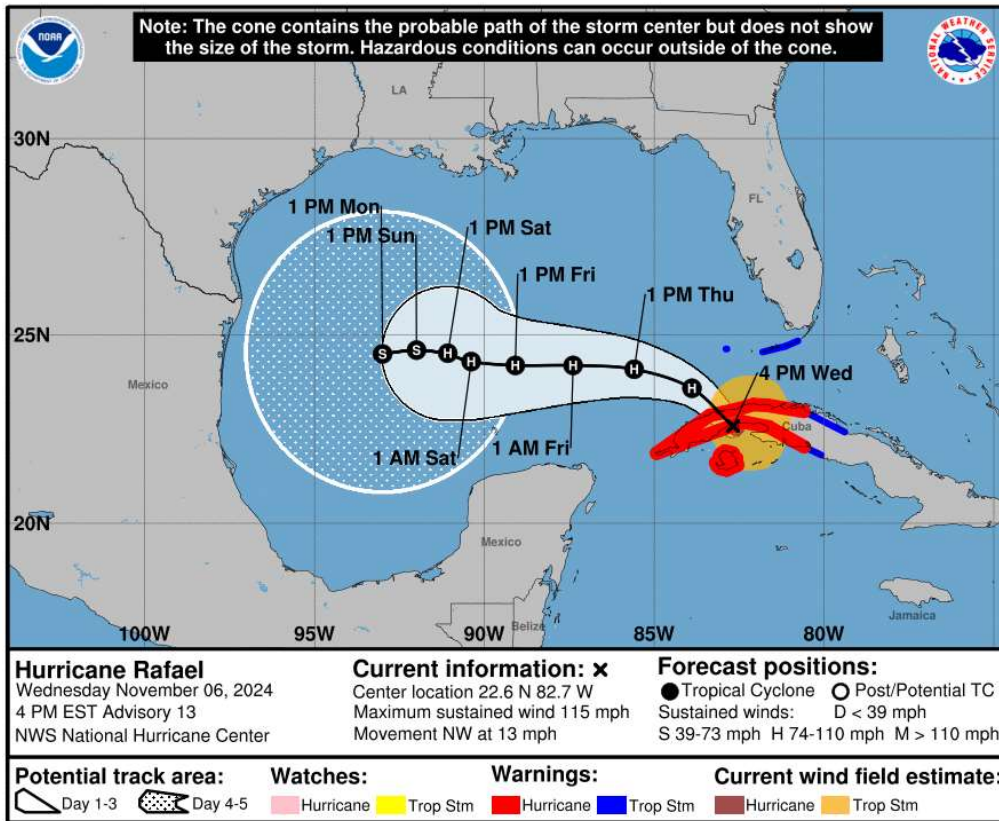 Note: The cone contains the probable path of the storm center but does not show
the size of the storm. Hazardous conditions can occur outside of the cone.
NOAA
NATIONAL WEATHER SERVICE
LA
30N
FL
1 PM Mon
1 PM Sun
1 PM Sat
1 PM Fri
1 PM Thu
25N
4 PM Wed
S S H H H H H H
Mexico
Cuba
1 AM Sat
1 AM Fri
20N
Mexico
Belize
Jamaica
100W 95W 90W 85W 80W
Hurricane Rafael
Wednesday November 06, 2024
4 PM EST Advisory 13
NWS National Hurricane Center
Current information: x
Center location 22.6 N 82.7 W
Maximum sustained wind 115 mph
Movement NW at 13 mph
Forecast positions:
Tropical Cyclone Post/Potential TC
Sustained winds: D < 39 mph
S 39-73 mph H 74-110 mph M > 110 mph
Potential track area:
Day 1-3 Day 4-5
Watches:
Hurricane Trop Stm
Warnings:
Hurricane Trop Stm
Current wind field estimate:
Hurricane Trop Stm